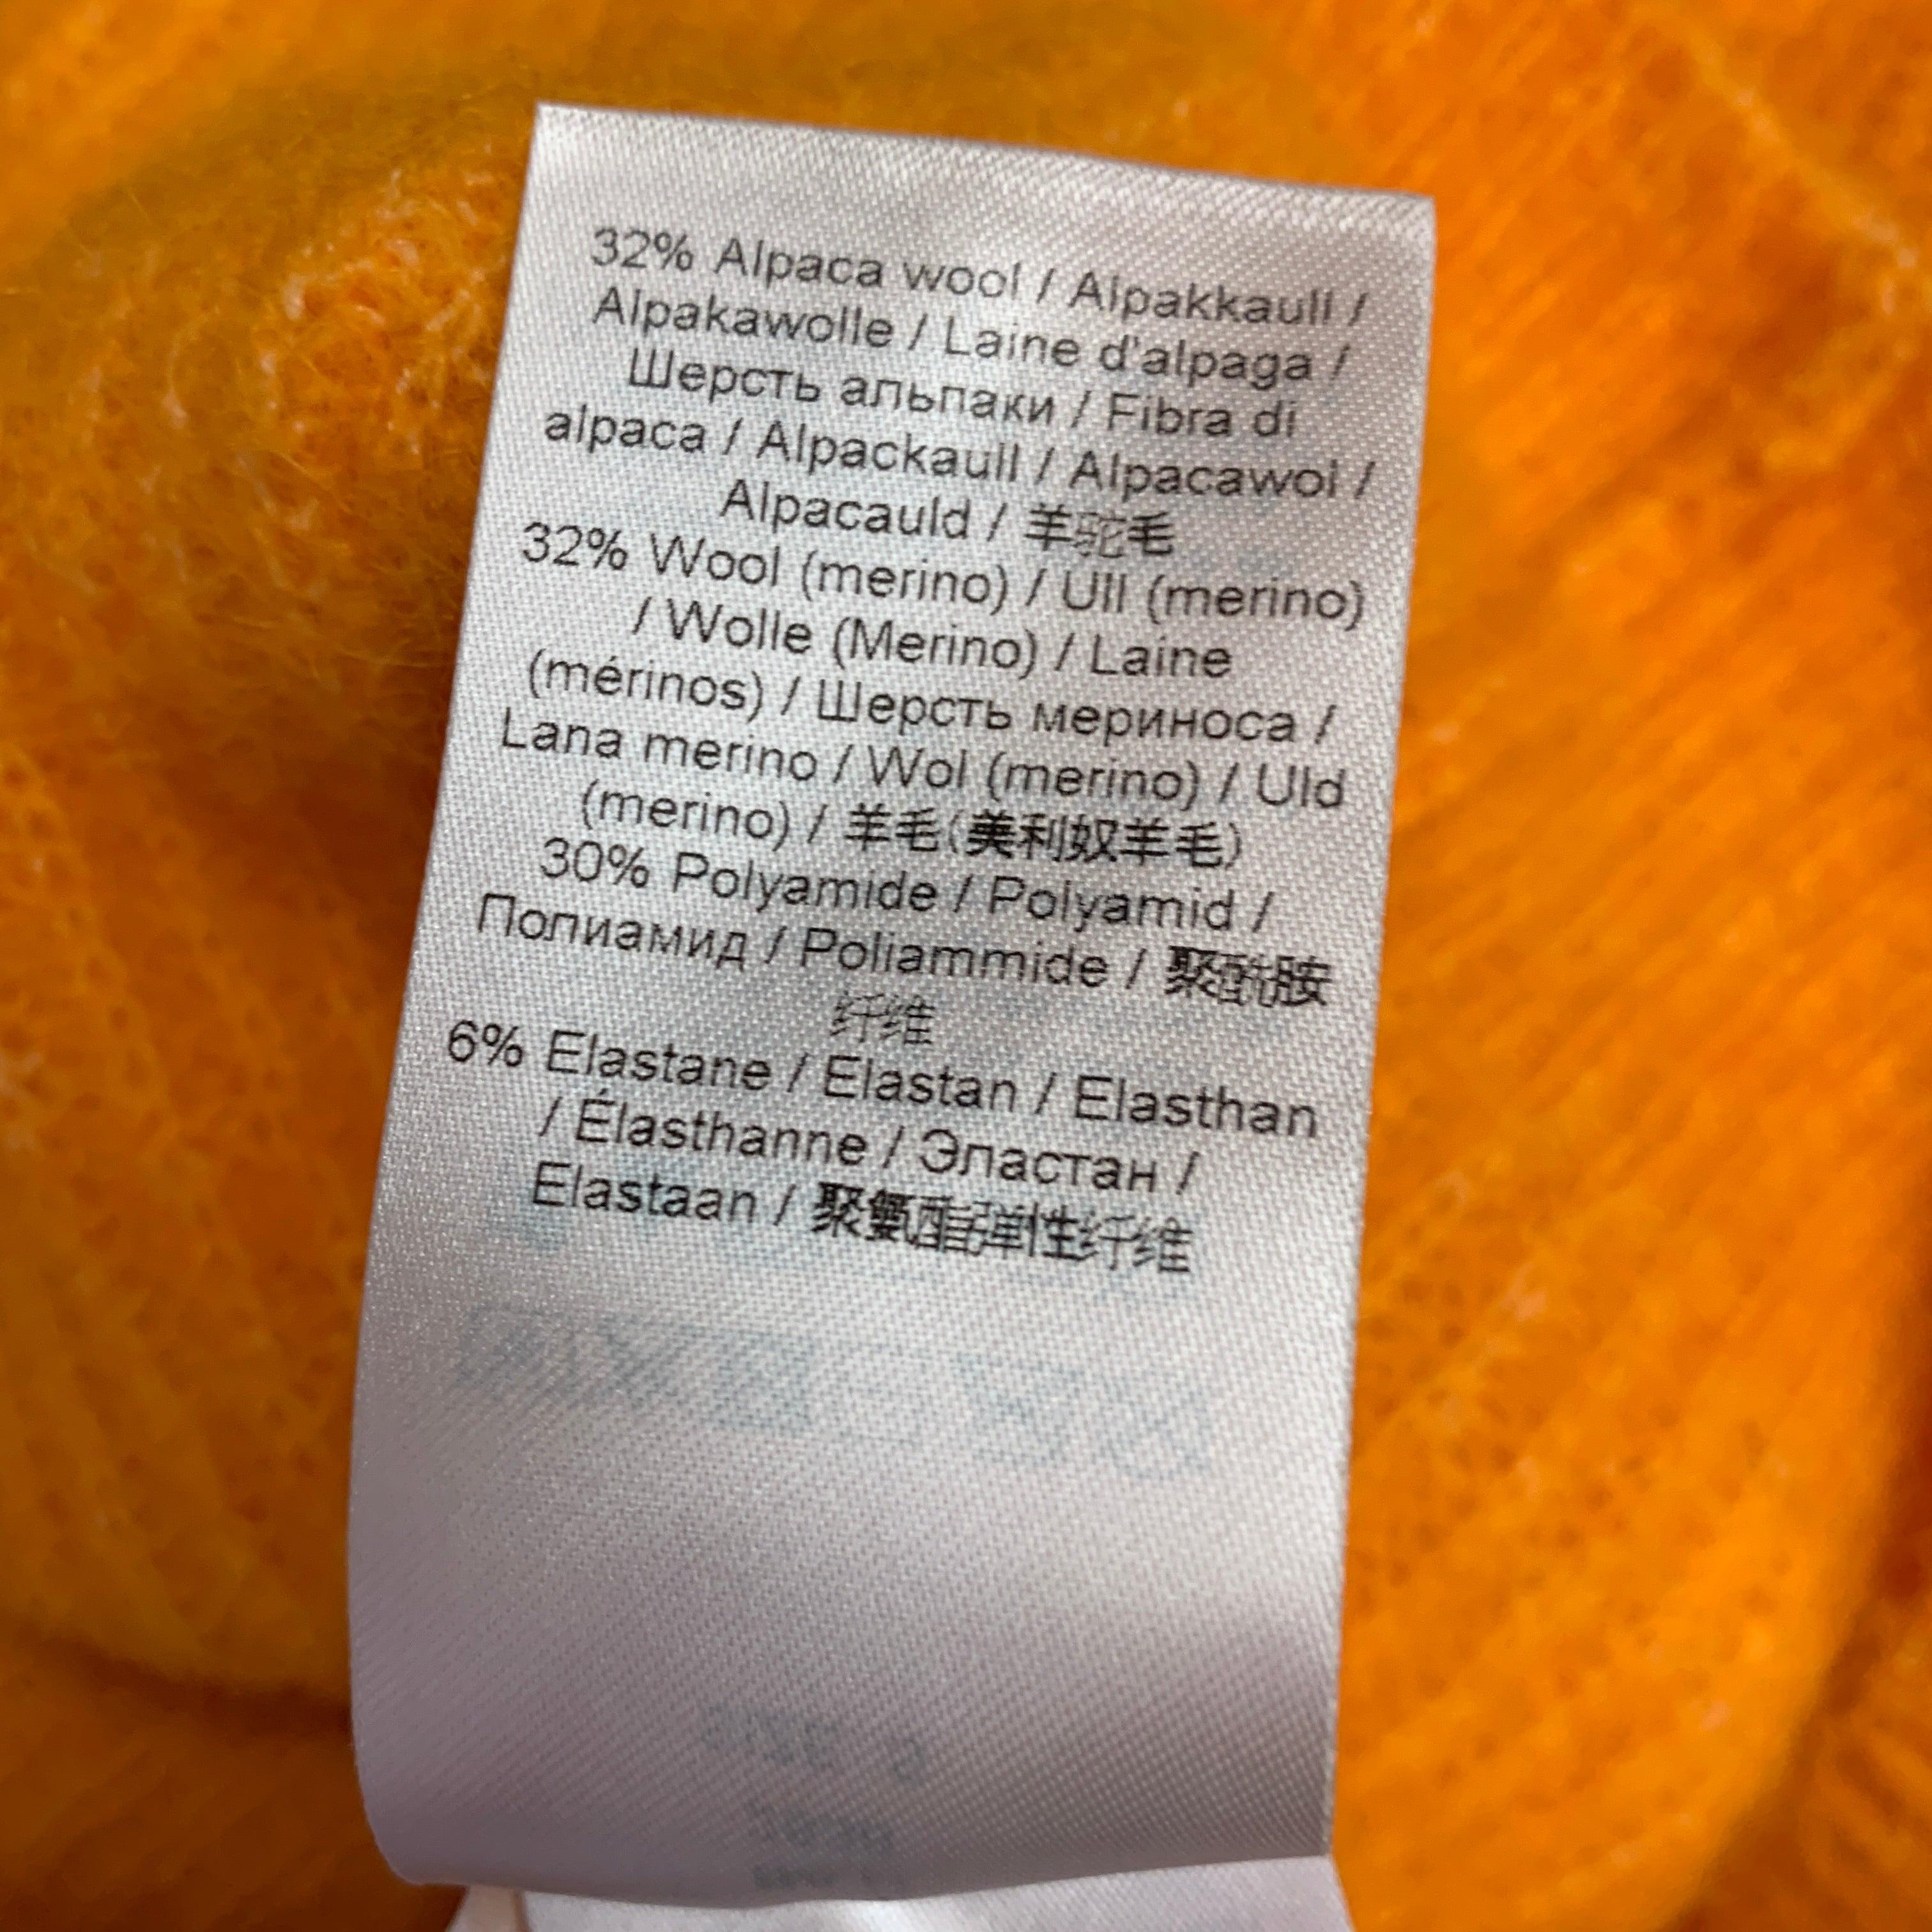 32% Alpaca wool / Alpakkaull /
Alpakawolle / Laine d'alpaga /
Шерсть альпаки / Fibra di
alpaca / Alpackaull / Alpacawol /
Alpacauld / 羊驼毛
32% Wool (merino) / Ull (merino)
/ Wolle (Merino) / Laine
(mérinos) / Шерсть мериноса /
Lana merino / Wol (merino) / Uld
(merino) / 羊毛(美利奴羊毛)
30% Polyamide / Polyamid /
Полиамид / Poliammide / 聚酰胺
纤维
6% Elastane / Elastan / Elasthan
/ Élasthanne / Эластан /
Elastaan / 聚氨酯弹性纤维